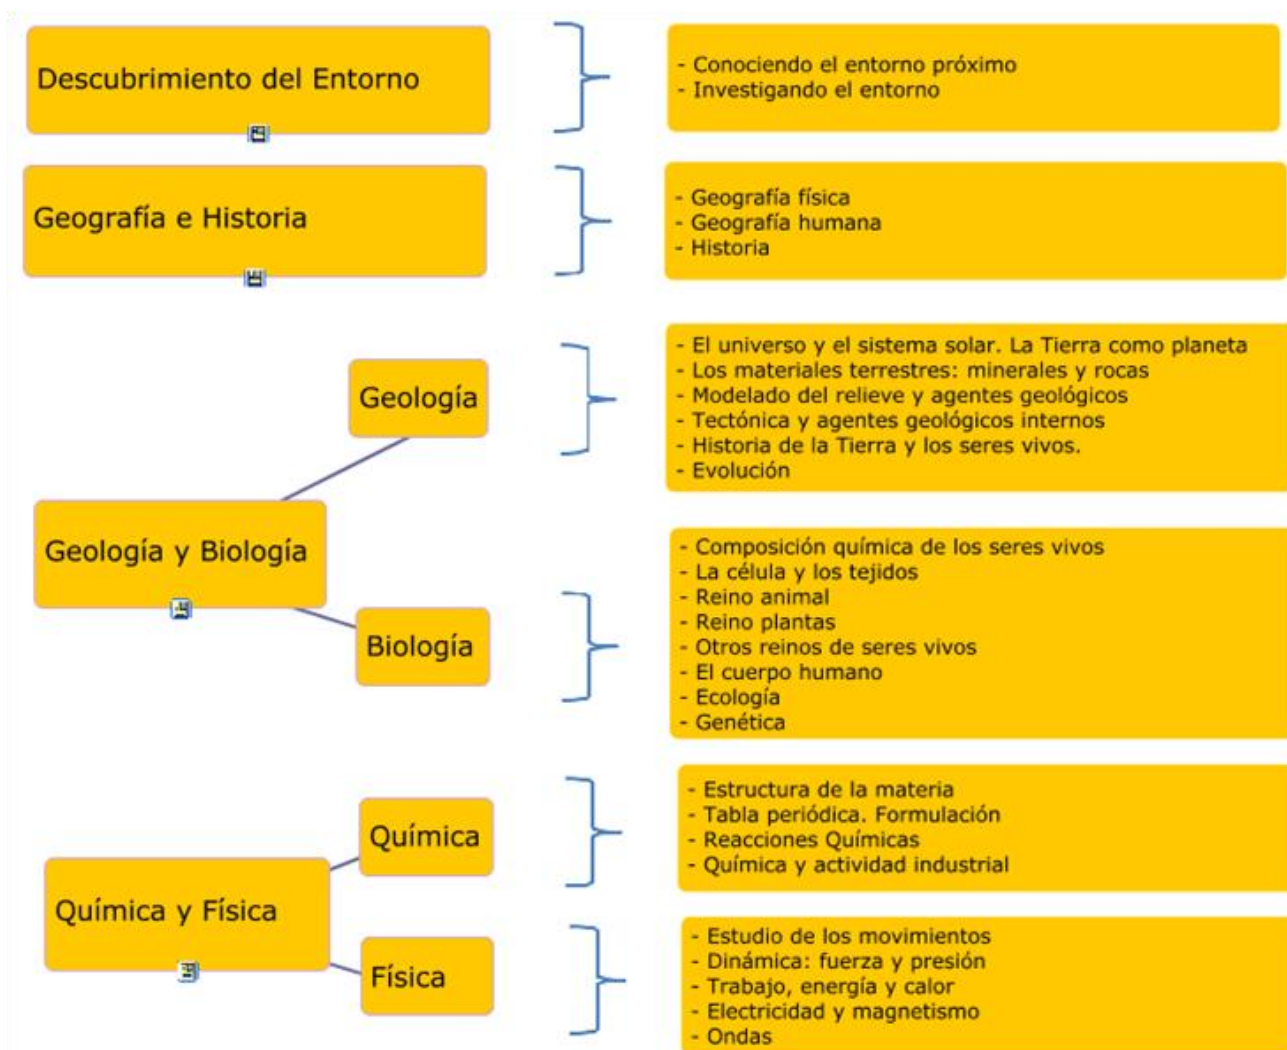 Descubrimiento del Entorno
- Conociendo el entorno próximo
- Investigando el entorno
Geografía e Historia
- Geografía física
- Geografía humana
- Historia
Geología y Biología
Geología
- El universo y el sistema solar. La Tierra como planeta
- Los materiales terrestres: minerales y rocas
- Modelado del relieve y agentes geológicos
- Tectónica y agentes geológicos internos
- Historia de la Tierra y los seres vivos.
- Evolución
Biología
- Composición química de los seres vivos
- La célula y los tejidos
- Reino animal
- Reino plantas
- Otros reinos de seres vivos
- El cuerpo humano
- Ecología
- Genética
Química y Física
Química
- Estructura de la materia
- Tabla periódica. Formulación
- Reacciones Químicas
- Química y actividad industrial
Física
- Estudio de los movimientos
- Dinámica: fuerza y presión
- Trabajo, energía y calor
- Electricidad y magnetismo
- Ondas